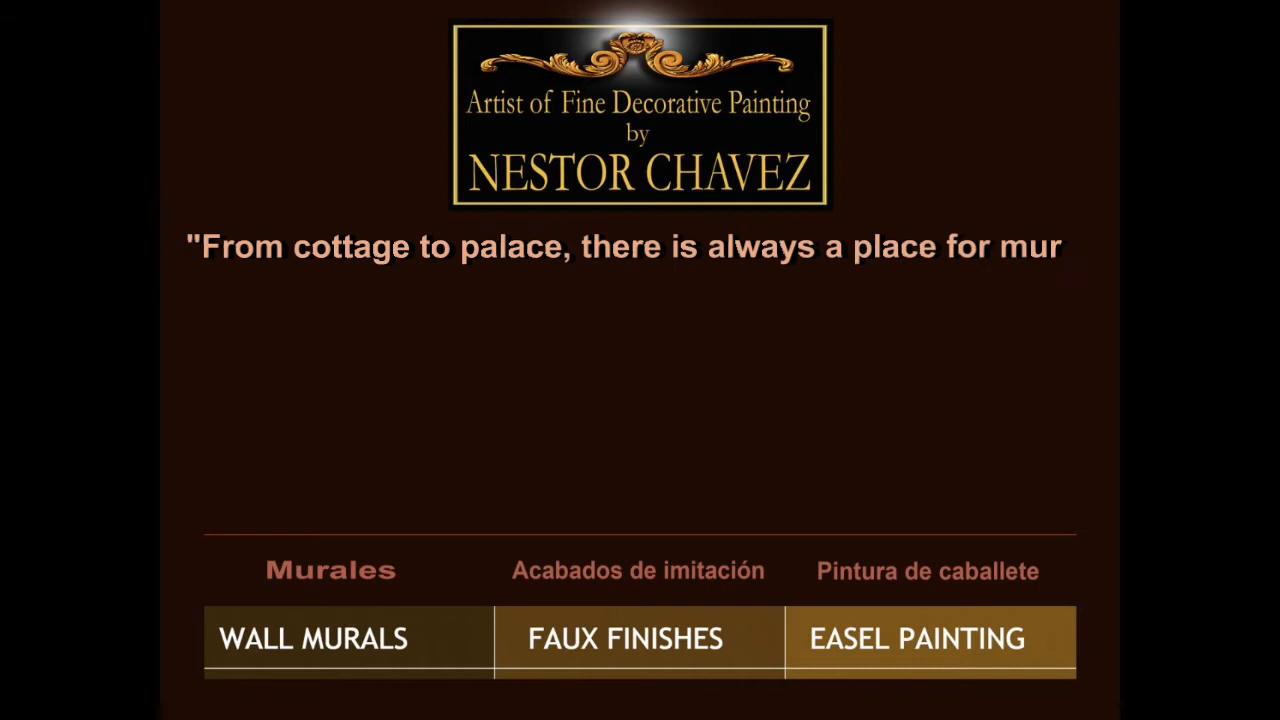 Artist of Fine Decorative Painting
by
NESTOR CHAVEZ
"From cottage to palace, there is always a place for mur
Murales
Acabados de imitación
Pintura de caballete
WALL MURALS
FAUX FINISHES
EASEL PAINTING